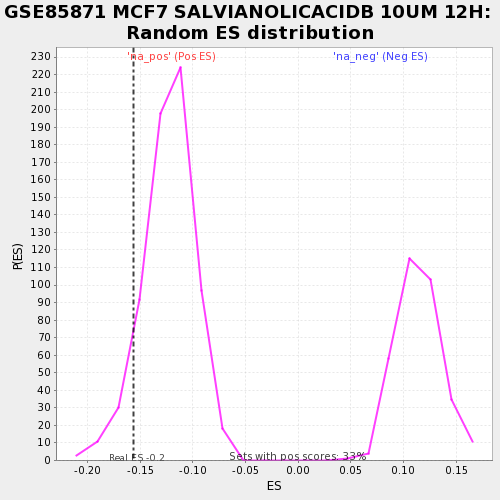 GSE85871 MCF7 SALVIANOLICACIDB 10UM 12H:
Random ES distribution
'na_pos' (Pos ES)
'na_neg' (Neg ES)
230
220
210
200
190
180
170
160
150
140
130
120
110
100
90
80
70
60
50
40
30
20
10
0
P(ES)
Real ES -0.2
Sets with pos scores: 33%
-0.20 -0.15 -0.10 -0.05 0.00 0.05 0.10 0.15
ES